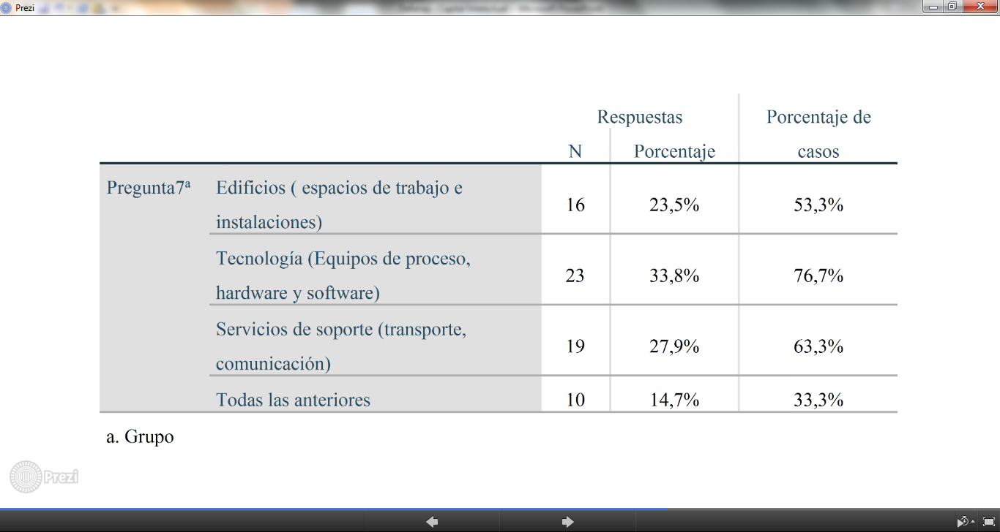 Prezi
Respuestas
Porcentaje de
N
Porcentaje
casos
Pregunta7ª
Edificios ( espacios de trabajo e
instalaciones)
16
23,5%
53,3%
Tecnología (Equipos de proceso,
hardware y software)
23
33,8%
76,7%
Servicios de soporte (transporte,
comunicación)
19
27,9%
63,3%
Todas las anteriores
10
14,7%
33,3%
a. Grupo
Prezi